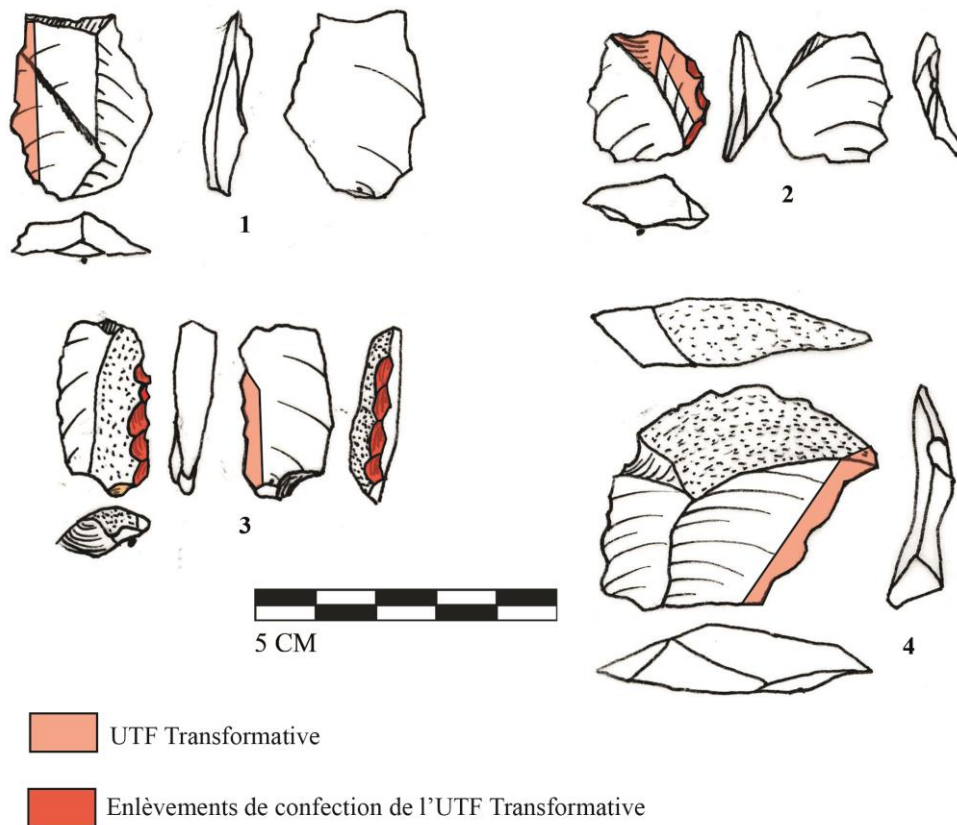 1
2
3
4
5 CM
UTF Transformative
Enlèvements de confection de l’UTF Transformative